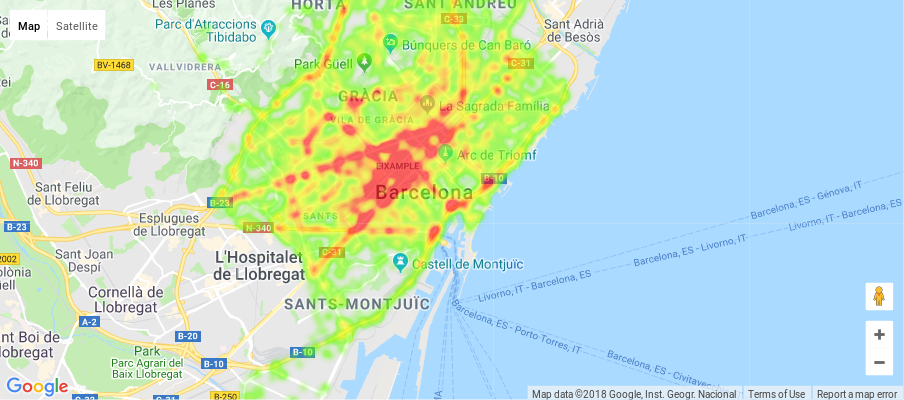 Les Planes
HORTA
SANT ANDREU
C-33
Map
Satellite
Parc d'Atraccions
Tibidabo
Sant Adrià
de Besòs
Búnquers de Can Baró
BV-1468
VALLVIDRERA
Park Güell
C-31
C-16
GRÀCIA
La Sagrada Família
VILA DE GRÀCIA
N-340
EIXAMPLE
Arc de Triomf
B-10
Sant Feliu
de Llobregat
Barcelona
Barcelona, ES - Génova, IT
B-23
SANTS
Esplugues
de Llobregat
B-23
N-340
Livorno, IT - Barcelona, ES
Barcelona, ES - Livorno, IT
C-31
Sant Joan
Despí
L'Hospitalet
de Llobregat
Castell de Montjuïc
2002
Livorno, IT - Barcelona, ES
Cornellà de
Llobregat
SANTS-MONTJUÏC
Barcelona, ES - Porto Torres, IT
A-2
B-20
nt Boi de
Llobregat
B-10
Barcelona, ES - Civitavec
Park
Parc Agrari del
Baix Llobregat
B-10
Google
B-250
C-31
Map data ©2018 Google, Inst. Geogr. Nacional
Terms of Use
Report a map error